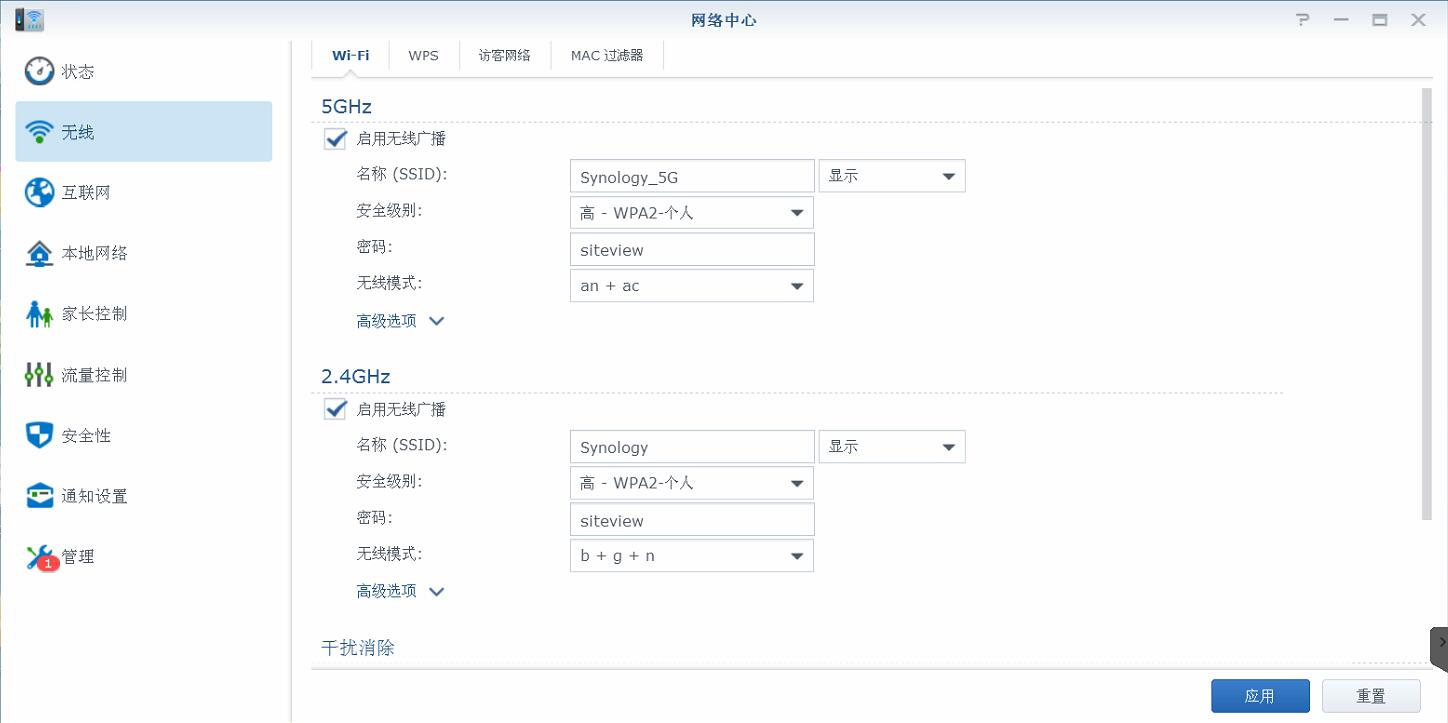 网络中心
状态
无线
互联网
本地网络
家长控制
流量控制
安全性
通知设置
1 管理
Wi-Fi WPS 访客网络 MAC 过滤器
5GHz
启用无线广播
名称 (SSID): Synology_5G 显示
安全级别: 高 - WPA2-个人
密码: siteview
无线模式: an + ac
高级选项
2.4GHz
启用无线广播
名称 (SSID): Synology 显示
安全级别: 高 - WPA2-个人
密码: siteview
无线模式: b + g + n
高级选项
干扰消除
应用 重置